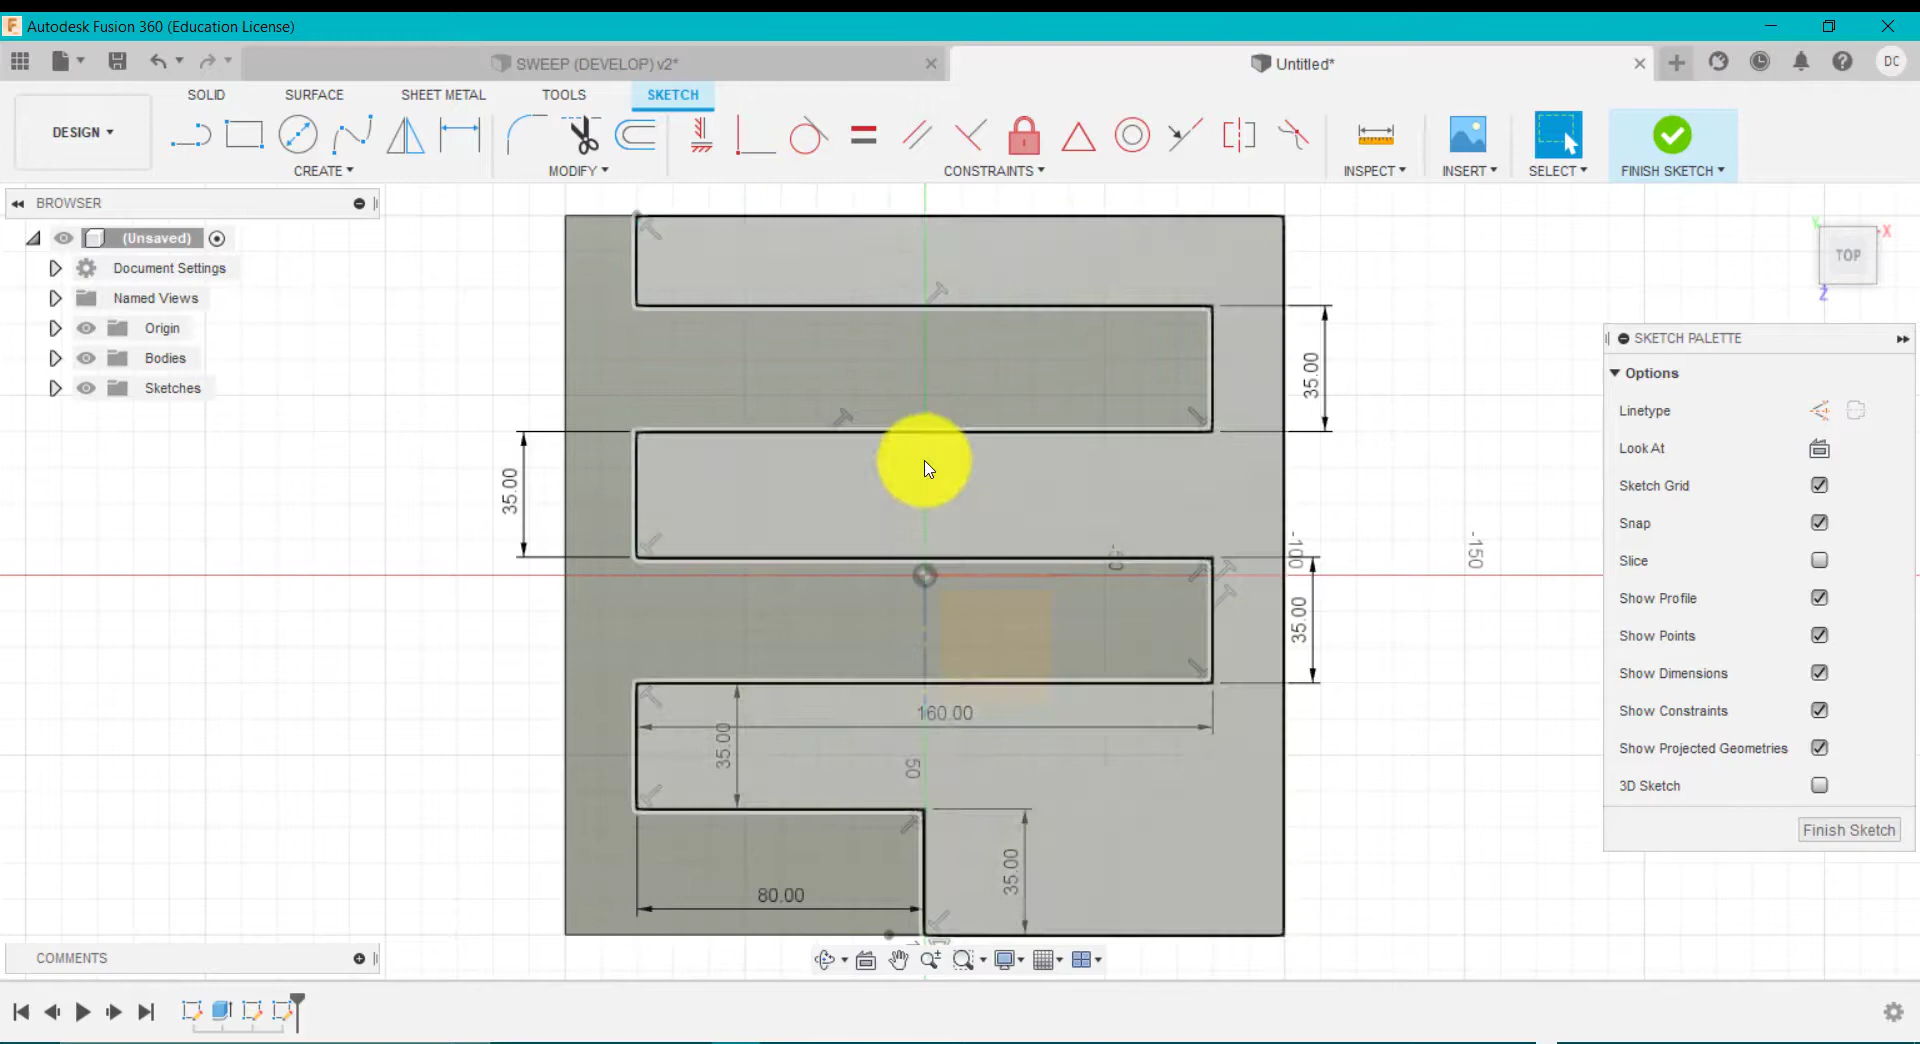 Autodesk Fusion 360 (Education License)
SWEEP (DEVELOP) v2*
Untitled*
DC
SOLID
SURFACE
SHEET METAL
TOOLS
SKETCH
DESIGN
CREATE
MODIFY
CONSTRAINTS
INSPECT
INSERT
SELECT
FINISH SKETCH
BROWSER
(Unsaved)
Document Settings
Named Views
Origin
Bodies
Sketches
Y
X
TOP
Z
SKETCH PALETTE
Options
Linetype
Look At
Sketch Grid
Snap
Slice
Show Profile
Show Points
Show Dimensions
Show Constraints
Show Projected Geometries
3D Sketch
Finish Sketch
35.00
35.00
-50
-100
-150
35.00
160.00
35.00
50
35.00
80.00
COMMENTS